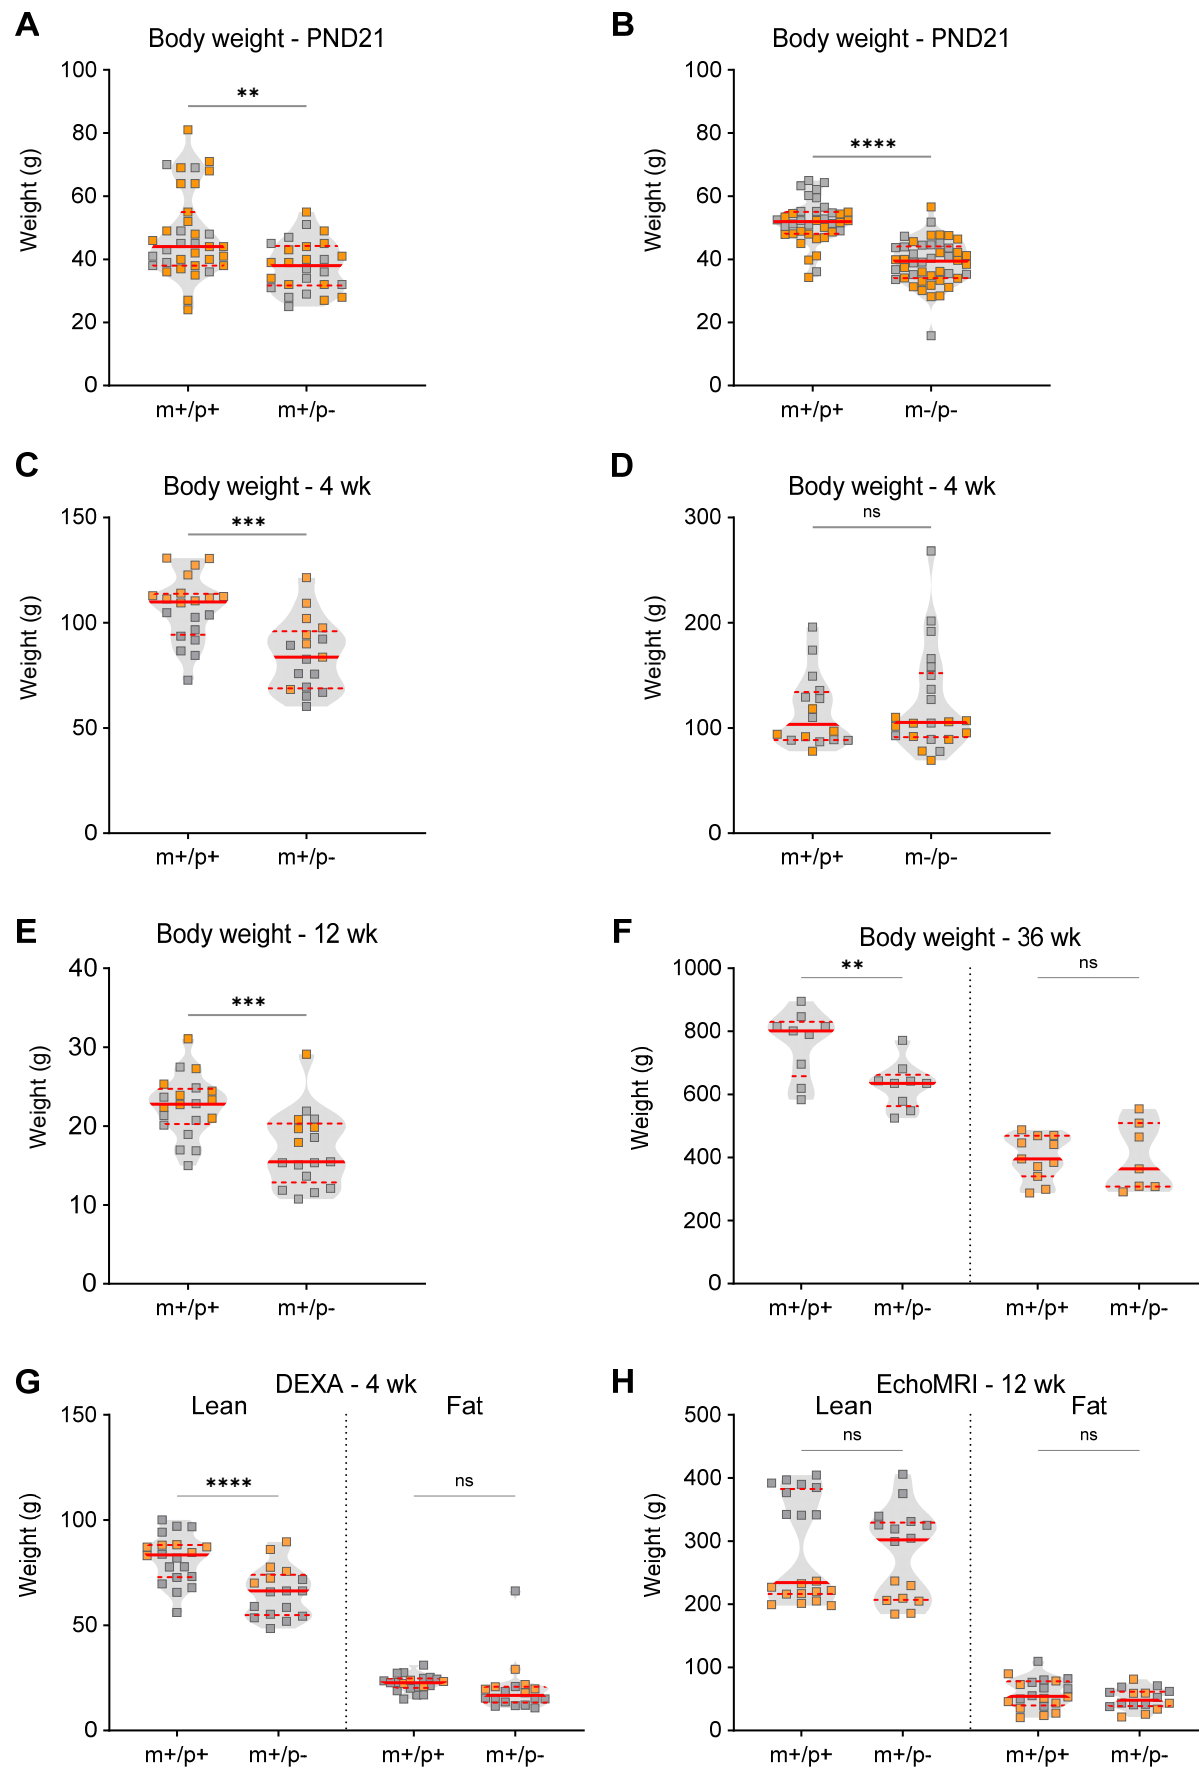 A
Body weight - PND21
Weight (g)
100
80
60
40
20
0
**
m+/p+
m+/p-
B
Body weight - PND21
Weight (g)
100
80
60
40
20
0
****
m+/p+
m-/p-
C
Body weight - 4 wk
Weight (g)
150
100
50
0
***
m+/p+
m+/p-
D
Body weight - 4 wk
Weight (g)
300
200
100
0
ns
m+/p+
m-/p-
E
Body weight - 12 wk
Weight (g)
40
30
20
10
0
***
m+/p+
m+/p-
F
Body weight - 36 wk
Weight (g)
1000
800
600
400
200
0
**
ns
m+/p+
m+/p-
m+/p+
m+/p-
G
DEXA - 4 wk
Lean
Fat
Weight (g)
150
100
50
0
****
ns
m+/p+
m+/p-
m+/p+
m+/p-
H
EchoMRI - 12 wk
Lean
Fat
Weight (g)
500
400
300
200
100
0
ns
ns
m+/p+
m+/p-
m+/p+
m+/p-